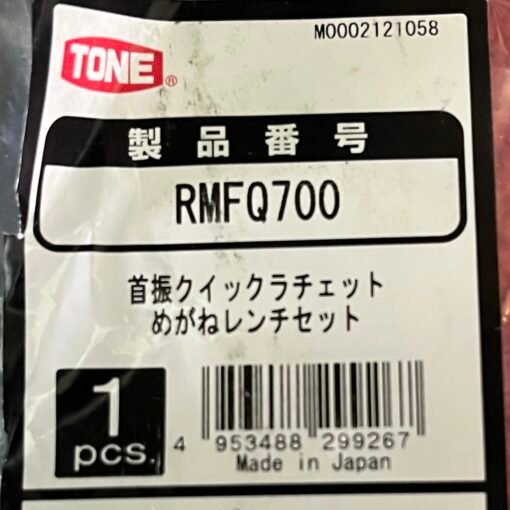 M0002121058
TONE®
製品番号
RMFQ700
首振クイックラチェット
めがねレンチセット
1
pcs.
4 953488 299267
Made in Japan